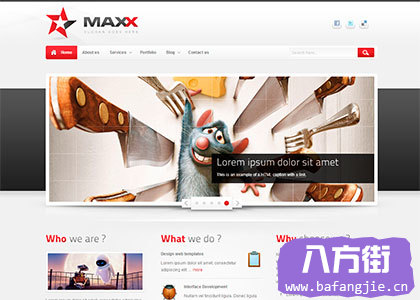 MAXX
SLOGAN GOES HERE
Home About us Services Portfolio Blog Contact us
Lorem ipsum dolor sit amet
This is an example of a HTML caption with a link.
Who we are ? What we do ? Why
Design web templates
Lorem ipsum dolor sit amet, consectetur adipiscing elit.
read more
Interface Development
八方街
www.bafangjie.cn